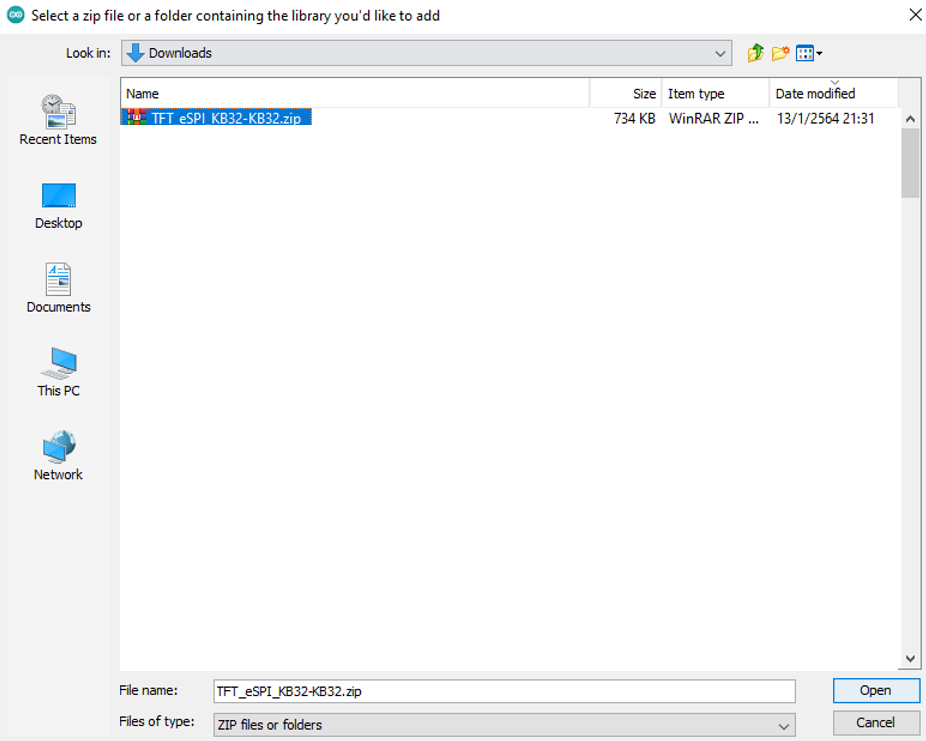 Select a zip file or a folder containing the library you'd like to add
Look in: Downloads
Name Size Item type Date modified
TFT_eSPI_KB32-KB32.zip 734 KB WinRAR ZIP ... 13/1/2564 21:31
Recent Items
Desktop
Documents
This PC
Network
File name: TFT_eSPI_KB32-KB32.zip Open
Files of type: ZIP files or folders Cancel